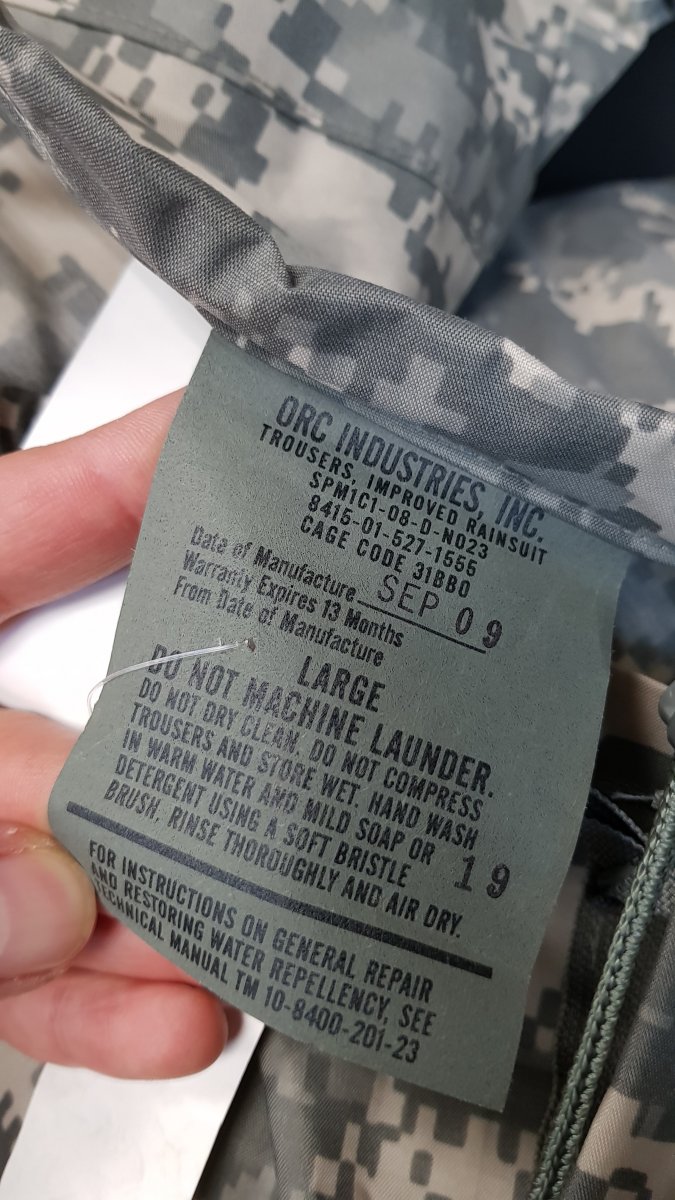 ORC INDUSTRIES, INC.
TROUSERS, IMPROVED RAINSUIT
SPM1C1-08-D-N023
8415-01-527-1556
CAGE CODE 31BB0
Date of Manufacture SEP 09
Warranty Expires 13 Months
From Date of Manufacture
LARGE
DO NOT MACHINE LAUNDER.
DO NOT DRY CLEAN. DO NOT COMPRESS
TROUSERS AND STORE WET. HAND WASH
IN WARM WATER AND MILD SOAP OR
DETERGENT USING A SOFT BRISTLE
BRUSH, RINSE THOROUGHLY AND AIR DRY.
19
FOR INSTRUCTIONS ON GENERAL REPAIR
AND RESTORING WATER REPELLENCY, SEE
TECHNICAL MANUAL TM 10-8400-201-23